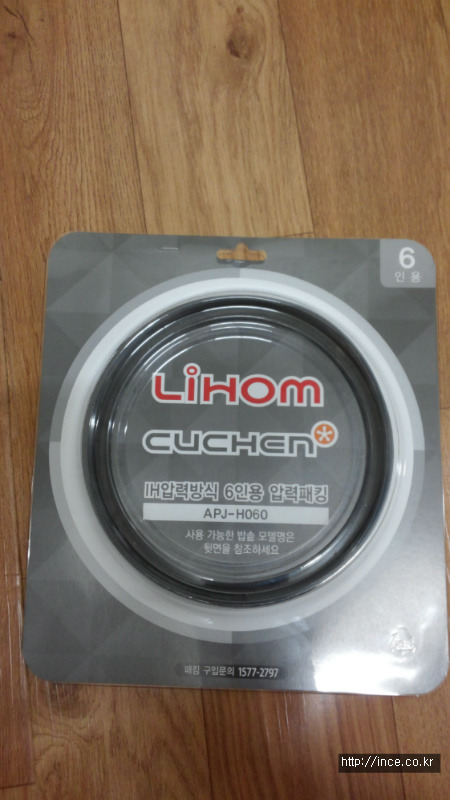 6
인 용
LiHOM
CUCHEN
IH압력방식 6인용 압력패킹
APJ-H060
사용 가능한 밥솥 모델명은
뒷면을 참조하세요
패킹 구입문의 1577-2797
http://ince.co.kr